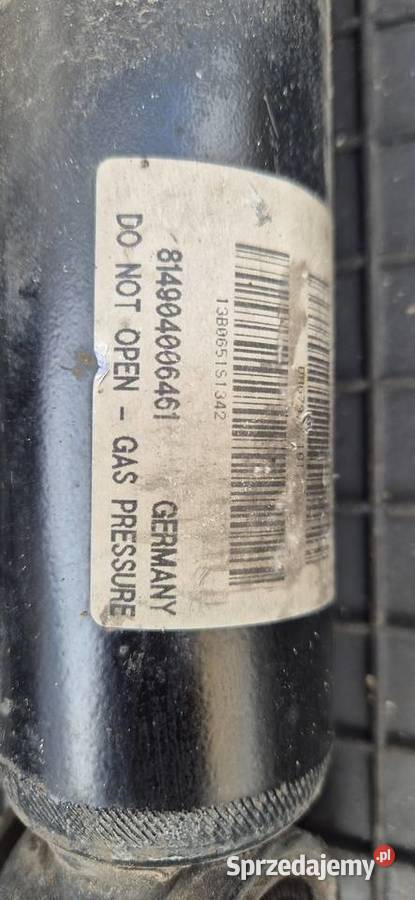 13B0651S1342
814904006461 GERMANY
DO NOT OPEN - GAS PRESSURE
Sprzedajemy.pl